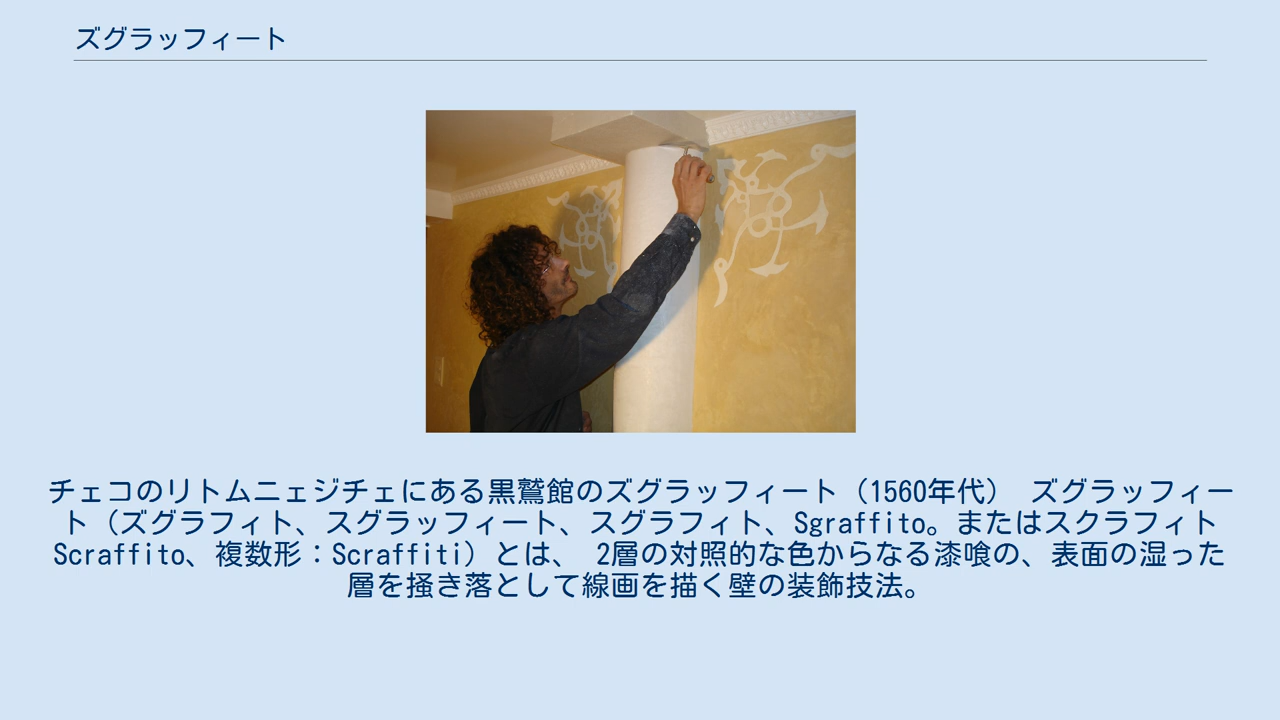 ズグラッフィート
チェコのリトムニェジチェにある黒鷲館のズグラッフィート（1560年代） ズグラッフィー
ト（ズグラフィト、スグラッフィート、スグラフィト、Sgraffito。またはスクラフィト
Scraffito、複数形：Scraffiti）とは、 2層の対照的な色からなる漆喰の、表面の湿った
層を掻き落として線画を描く壁の装飾技法。